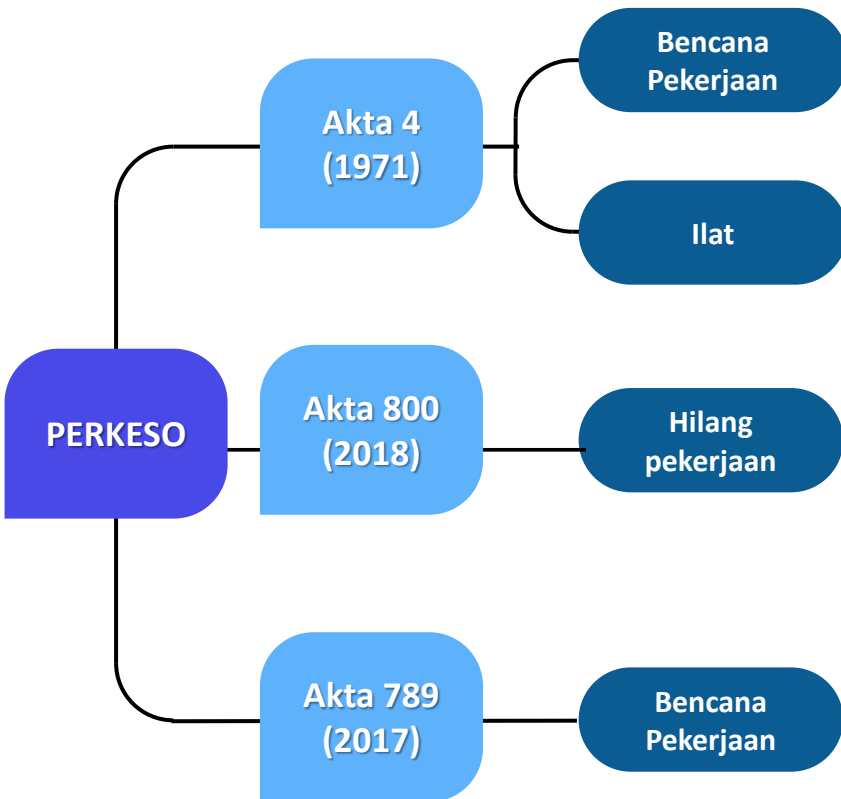 PERKESO
Akta 4
(1971)
Bencana
Pekerjaan
Ilat
Akta 800
(2018)
Hilang
pekerjaan
Akta 789
(2017)
Bencana
Pekerjaan